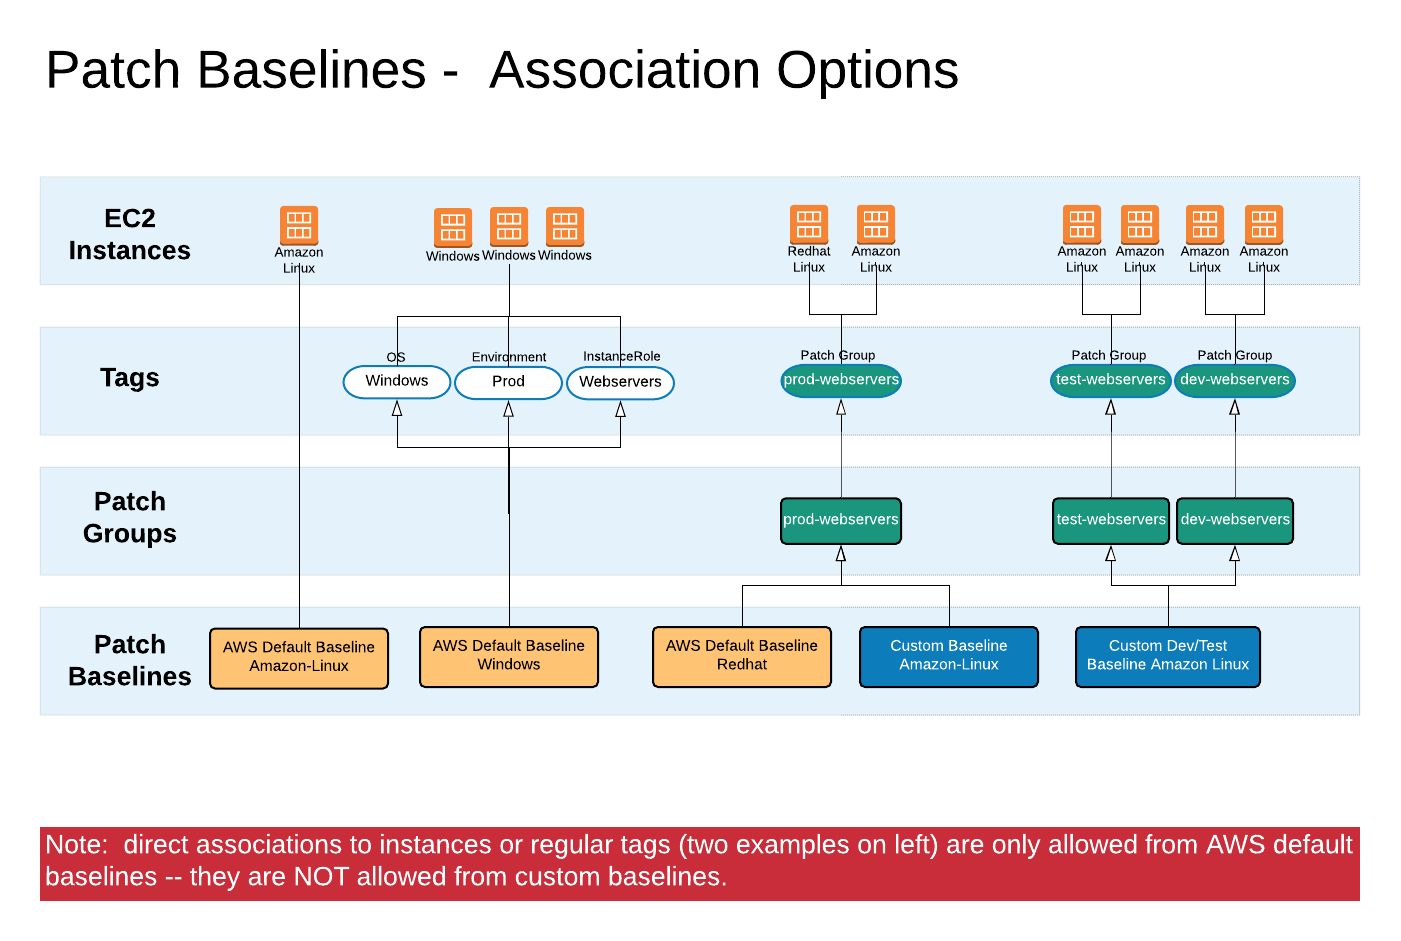 Patch Baselines -  Association Options
EC2
Instances
Amazon
Linux
Windows Windows Windows
Redhat
Linux
Amazon
Linux
Amazon
Linux
Amazon
Linux
Amazon
Linux
Amazon
Linux
Tags
OS
Windows
Environment
Prod
InstanceRole
Webservers
Patch Group
prod-webservers
Patch Group
test-webservers
Patch Group
dev-webservers
Patch
Groups
prod-webservers
test-webservers
dev-webservers
Patch
Baselines
AWS Default Baseline
Amazon-Linux
AWS Default Baseline
Windows
AWS Default Baseline
Redhat
Custom Baseline
Amazon-Linux
Custom Dev/Test
Baseline Amazon Linux
Note:  direct associations to instances or regular tags (two examples on left) are only allowed from AWS default
baselines -- they are NOT allowed from custom baselines.